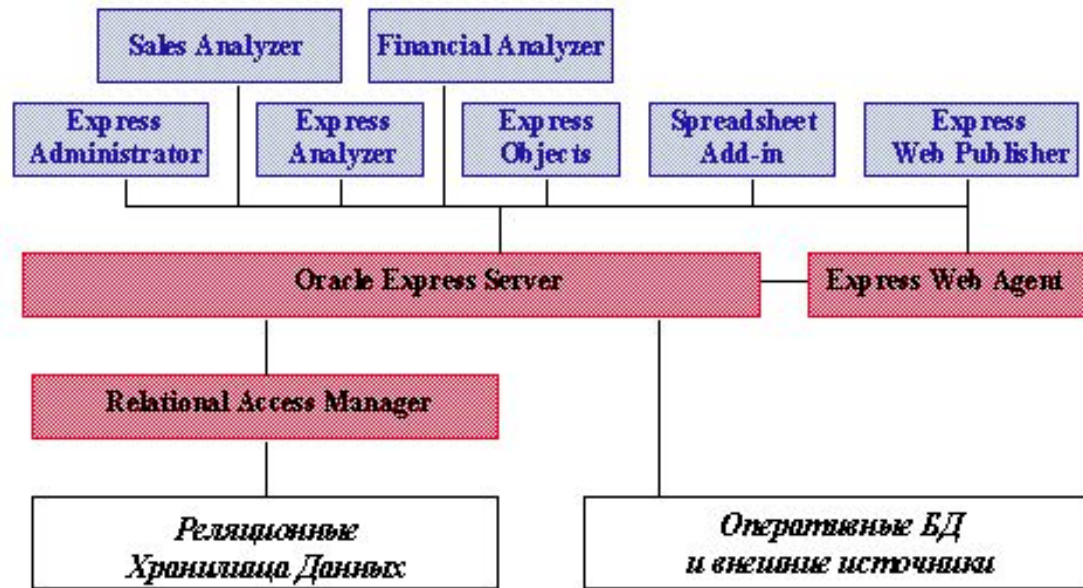 Sales Analyzer
Financial Analyzer
Express
Administrator
Express
Analyzer
Express
Objects
Spreadsheet
Add-in
Express
Web Publisher
Oracle Express Server
Express Web Agent
Relational Access Manager
Реляционные
Хранилища Данных
Оперативные БД
и внешние источники